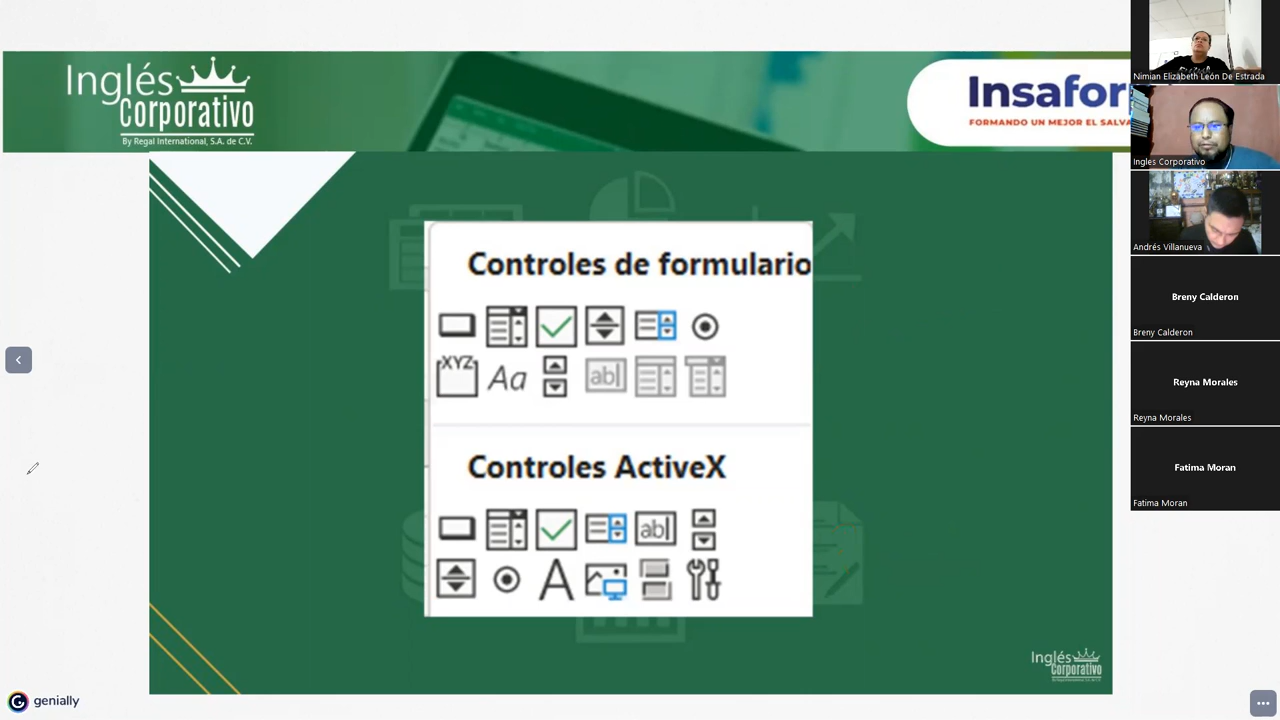 Inglés
Corporativo
By Regal International, S.A. de C.V.
Insafor
FORMANDO UN MEJOR EL SALVA
Controles de formulario
XYZ
Aa
ab|
Controles ActiveX
ab|
A
Inglés
Corporativo
genially
Nimian Elizabeth León De Estrada
Ingles Corporativo
Andrés Villanueva
Breny Calderon
Breny Calderon
Reyna Morales
Reyna Morales
Fatima Moran
Fatima Moran